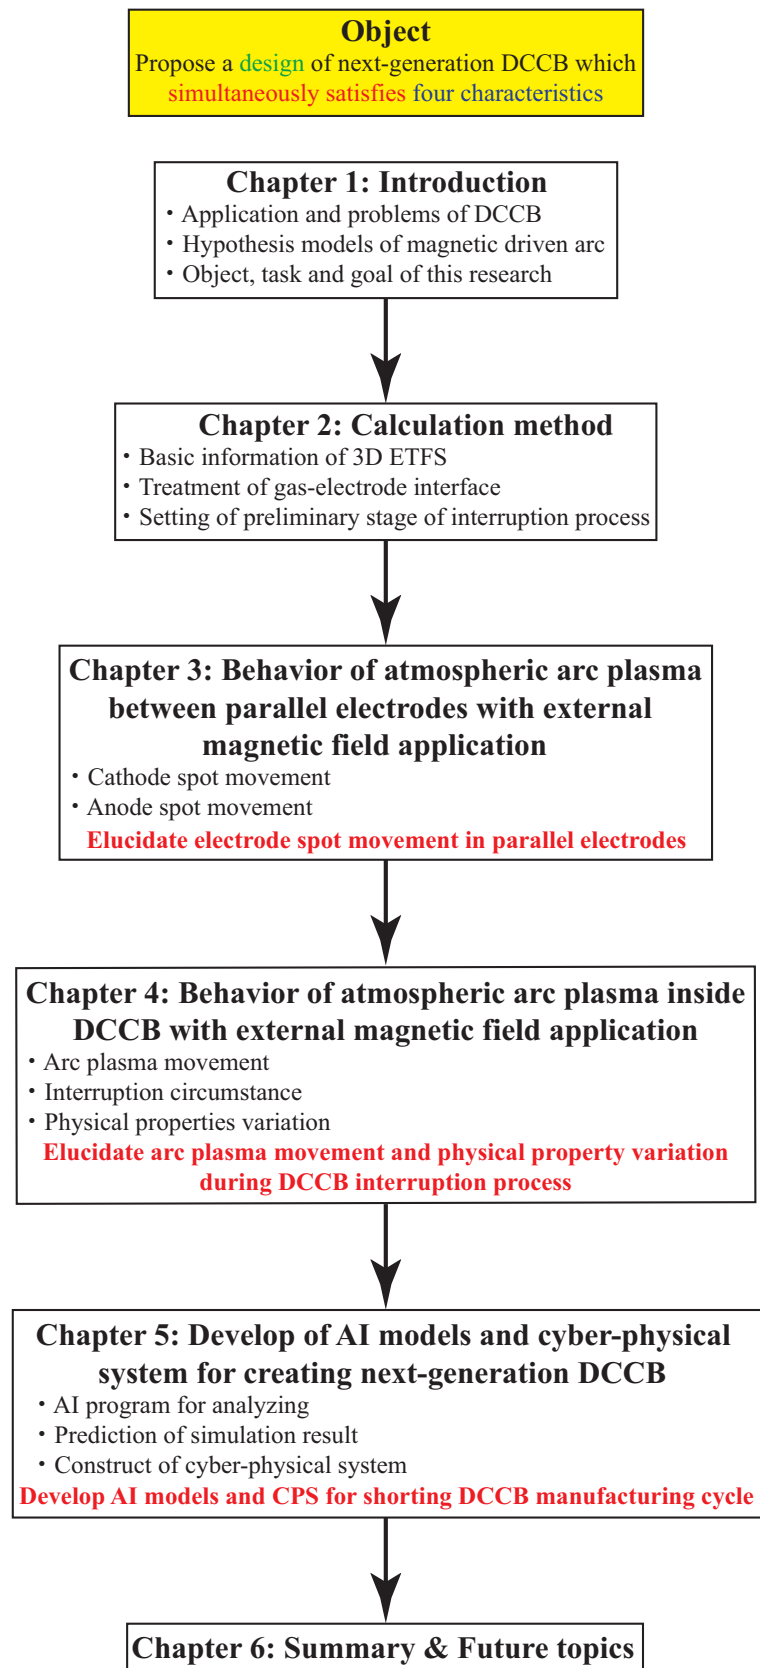 Object
Propose a design of next-generation DCCB which
simultaneously satisfies four characteristics
Chapter 1: Introduction
・Application and problems of DCCB
・Hypothesis models of magnetic driven arc
・Object, task and goal of this research
Chapter 2: Calculation method
・Basic information of 3D ETFS
・Treatment of gas-electrode interface
・Setting of preliminary stage of interruption process
Chapter 3: Behavior of atmospheric arc plasma
between parallel electrodes with external
magnetic field application
・Cathode spot movement
・Anode spot movement
Elucidate electrode spot movement in parallel electrodes
Chapter 4: Behavior of atmospheric arc plasma inside
DCCB with external magnetic field application
・Arc plasma movement
・Interruption circumstance
・Physical properties variation
Elucidate arc plasma movement and physical property variation
during DCCB interruption process
Chapter 5: Develop of AI models and cyber-physical
system for creating next-generation DCCB
・AI program for analyzing
・Prediction of simulation result
・Construct of cyber-physical system
Develop AI models and CPS for shorting DCCB manufacturing cycle
Chapter 6: Summary & Future topics